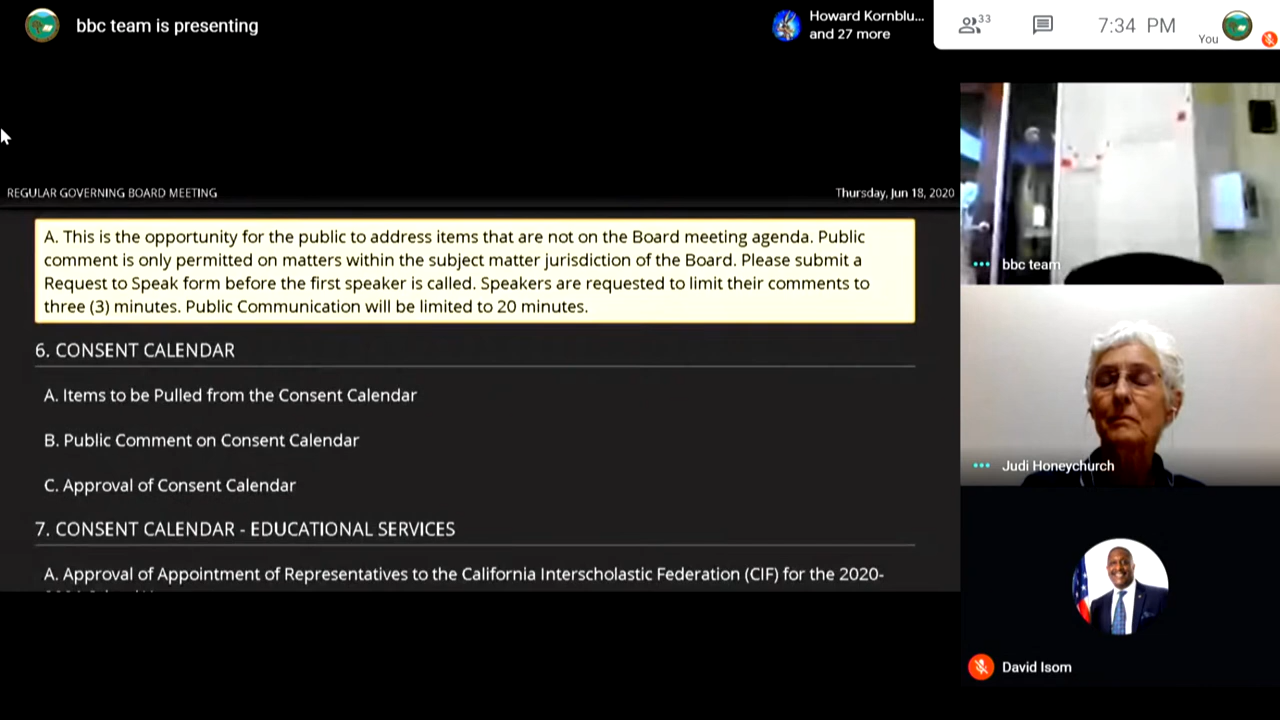 bbc team is presenting
Howard Kornblu...
and 27 more
33
7:34 PM
You
REGULAR GOVERNING BOARD MEETING
Thursday, Jun 18, 2020
A. This is the opportunity for the public to address items that are not on the Board meeting agenda. Public
comment is only permitted on matters within the subject matter jurisdiction of the Board. Please submit a
Request to Speak form before the first speaker is called. Speakers are requested to limit their comments to
three (3) minutes. Public Communication will be limited to 20 minutes.
6. CONSENT CALENDAR
A. Items to be Pulled from the Consent Calendar
B. Public Comment on Consent Calendar
C. Approval of Consent Calendar
7. CONSENT CALENDAR - EDUCATIONAL SERVICES
A. Approval of Appointment of Representatives to the California Interscholastic Federation (CIF) for the 2020-
bbc team
Judi Honeychurch
David Isom